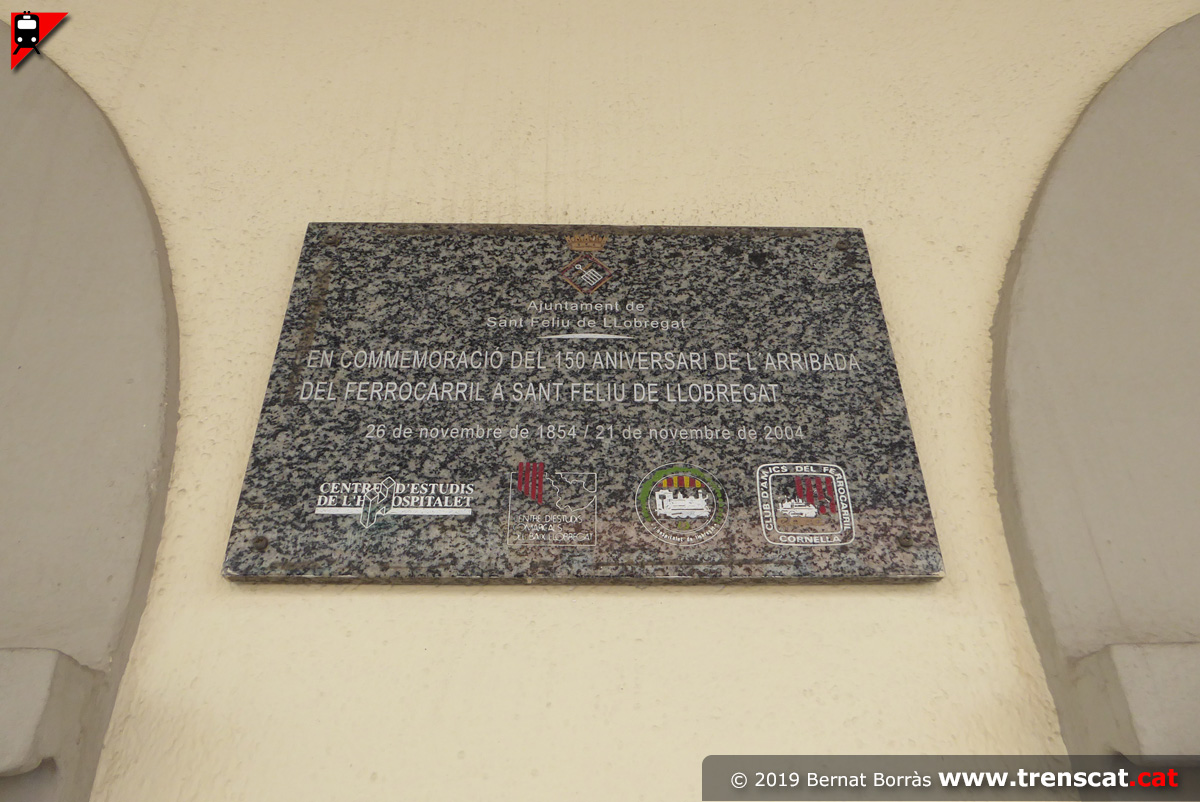 Ajuntament de
Sant Feliu de LLobregat
EN COMMEMORACIÓ DEL 150 ANIVERSARI DE L'ARRIBADA
DEL FERROCARRIL A SANT FELIU DE LLOBREGAT
26 de novembre de 1854 / 21 de novembre de 2004
CENTRE D'ESTUDIS
DE L'HOSPITALET
CENTRE D'ESTUDIS
COMARCALS
DEL BAIX LLOBREGAT
CLUB D'AMICS DEL FERROCARRIL
CORNELLÀ
© 2019 Bernat Borràs www.trenscat.cat